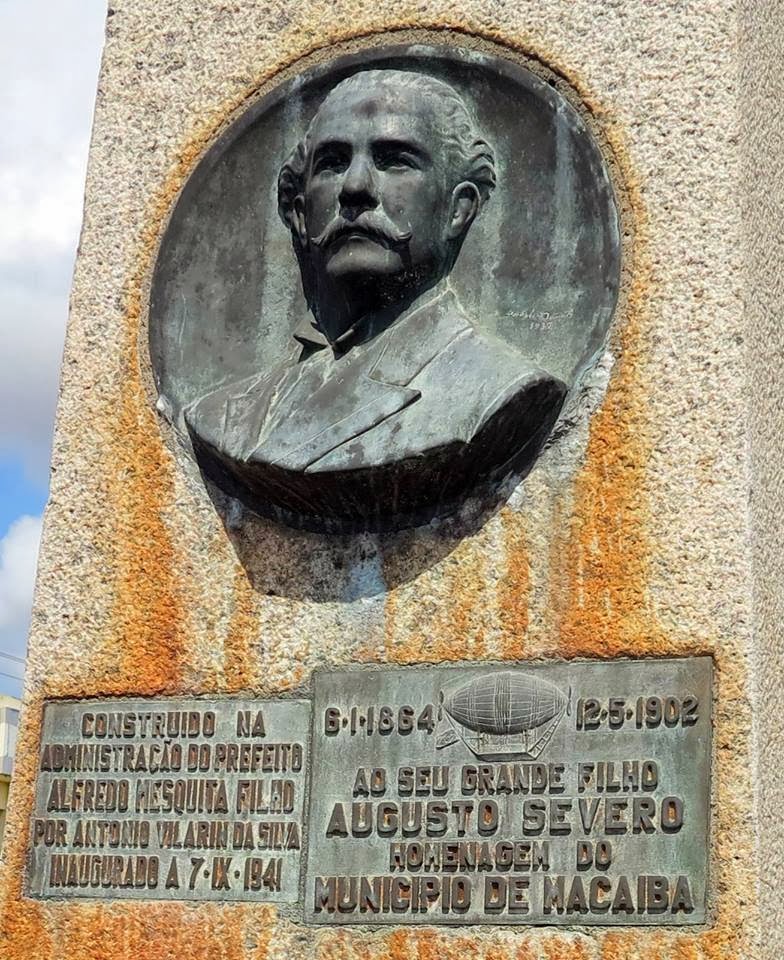 1937
CONSTRUIDO NA
ADMINISTRAÇÃO DO PREFEITO
ALFREDO MESQUITA FILHO
POR ANTONIO VILARIN DA SILVA
INAUGURADO A 7·IX·1941
6·1·1864 12·5·1902
AO SEU GRANDE FILHO
AUGUSTO SEVERO
HOMENAGEM DO
MUNICIPIO DE MACAIBA